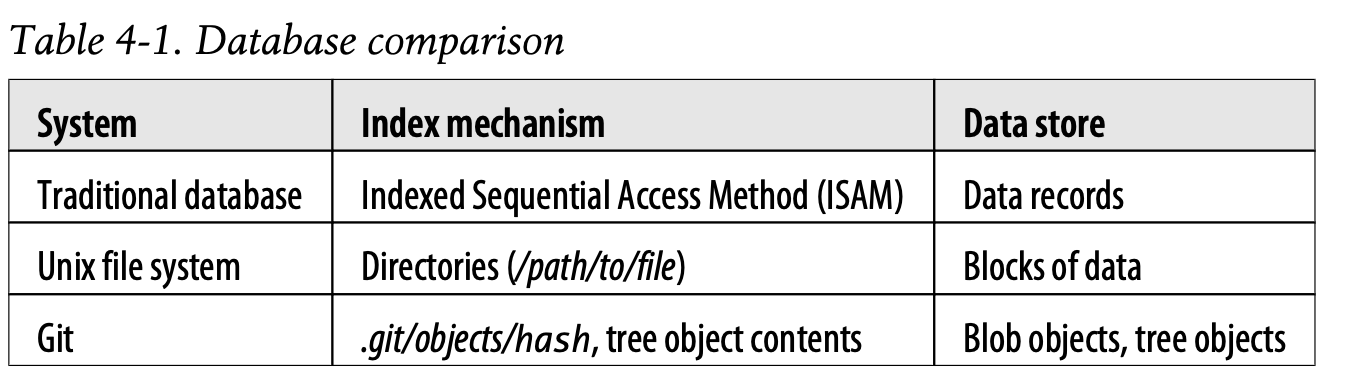 Table 4-1. Database comparison
System Index mechanism Data store
Traditional database Indexed Sequential Access Method (ISAM) Data records
Unix file system Directories (/path/to/file) Blocks of data
Git .git/objects/hash, tree object contents Blob objects, tree objects